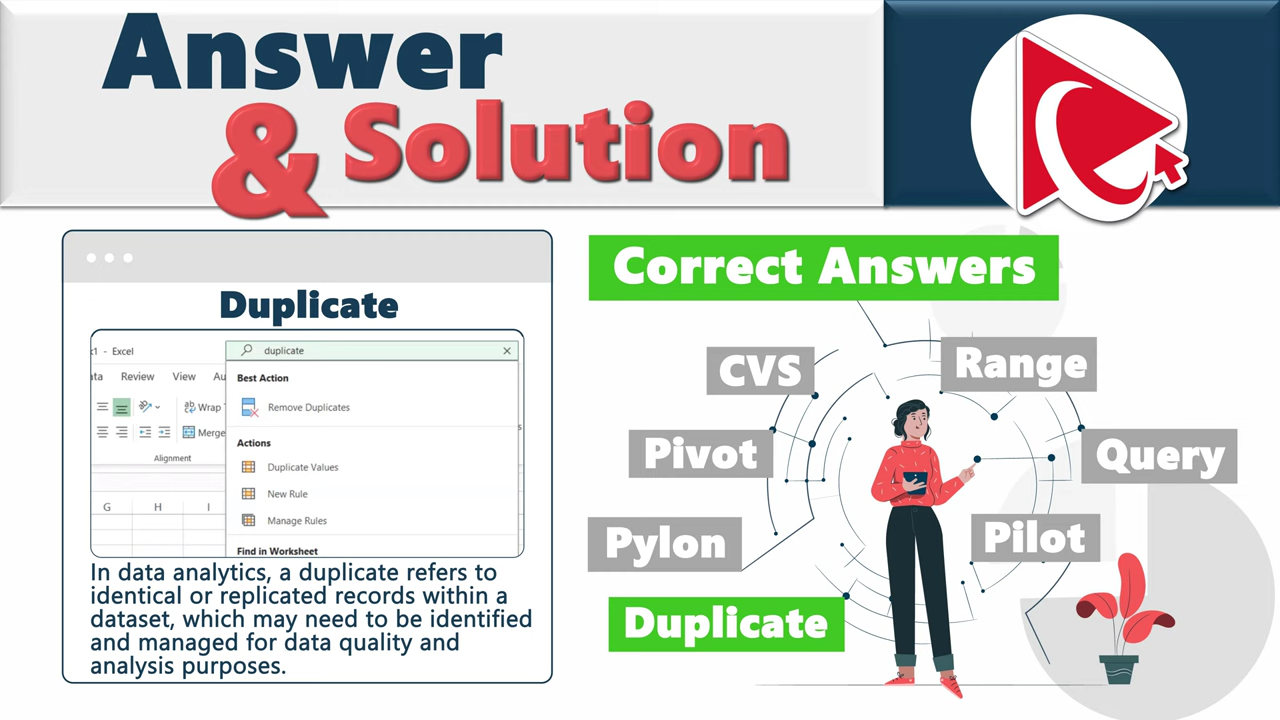 Answer
& Solution
Duplicate
1 - Excel
duplicate
ta Review View Au
Best Action
Remove Duplicates
Wrap
Merge
Actions
Alignment
Duplicate Values
New Rule
G H I
Manage Rules
Find in Worksheet
In data analytics, a duplicate refers to
identical or replicated records within a
dataset, which may need to be identified
and managed for data quality and
analysis purposes.
Correct Answers
CVS
Range
Pivot
Query
Pylon
Pilot
Duplicate